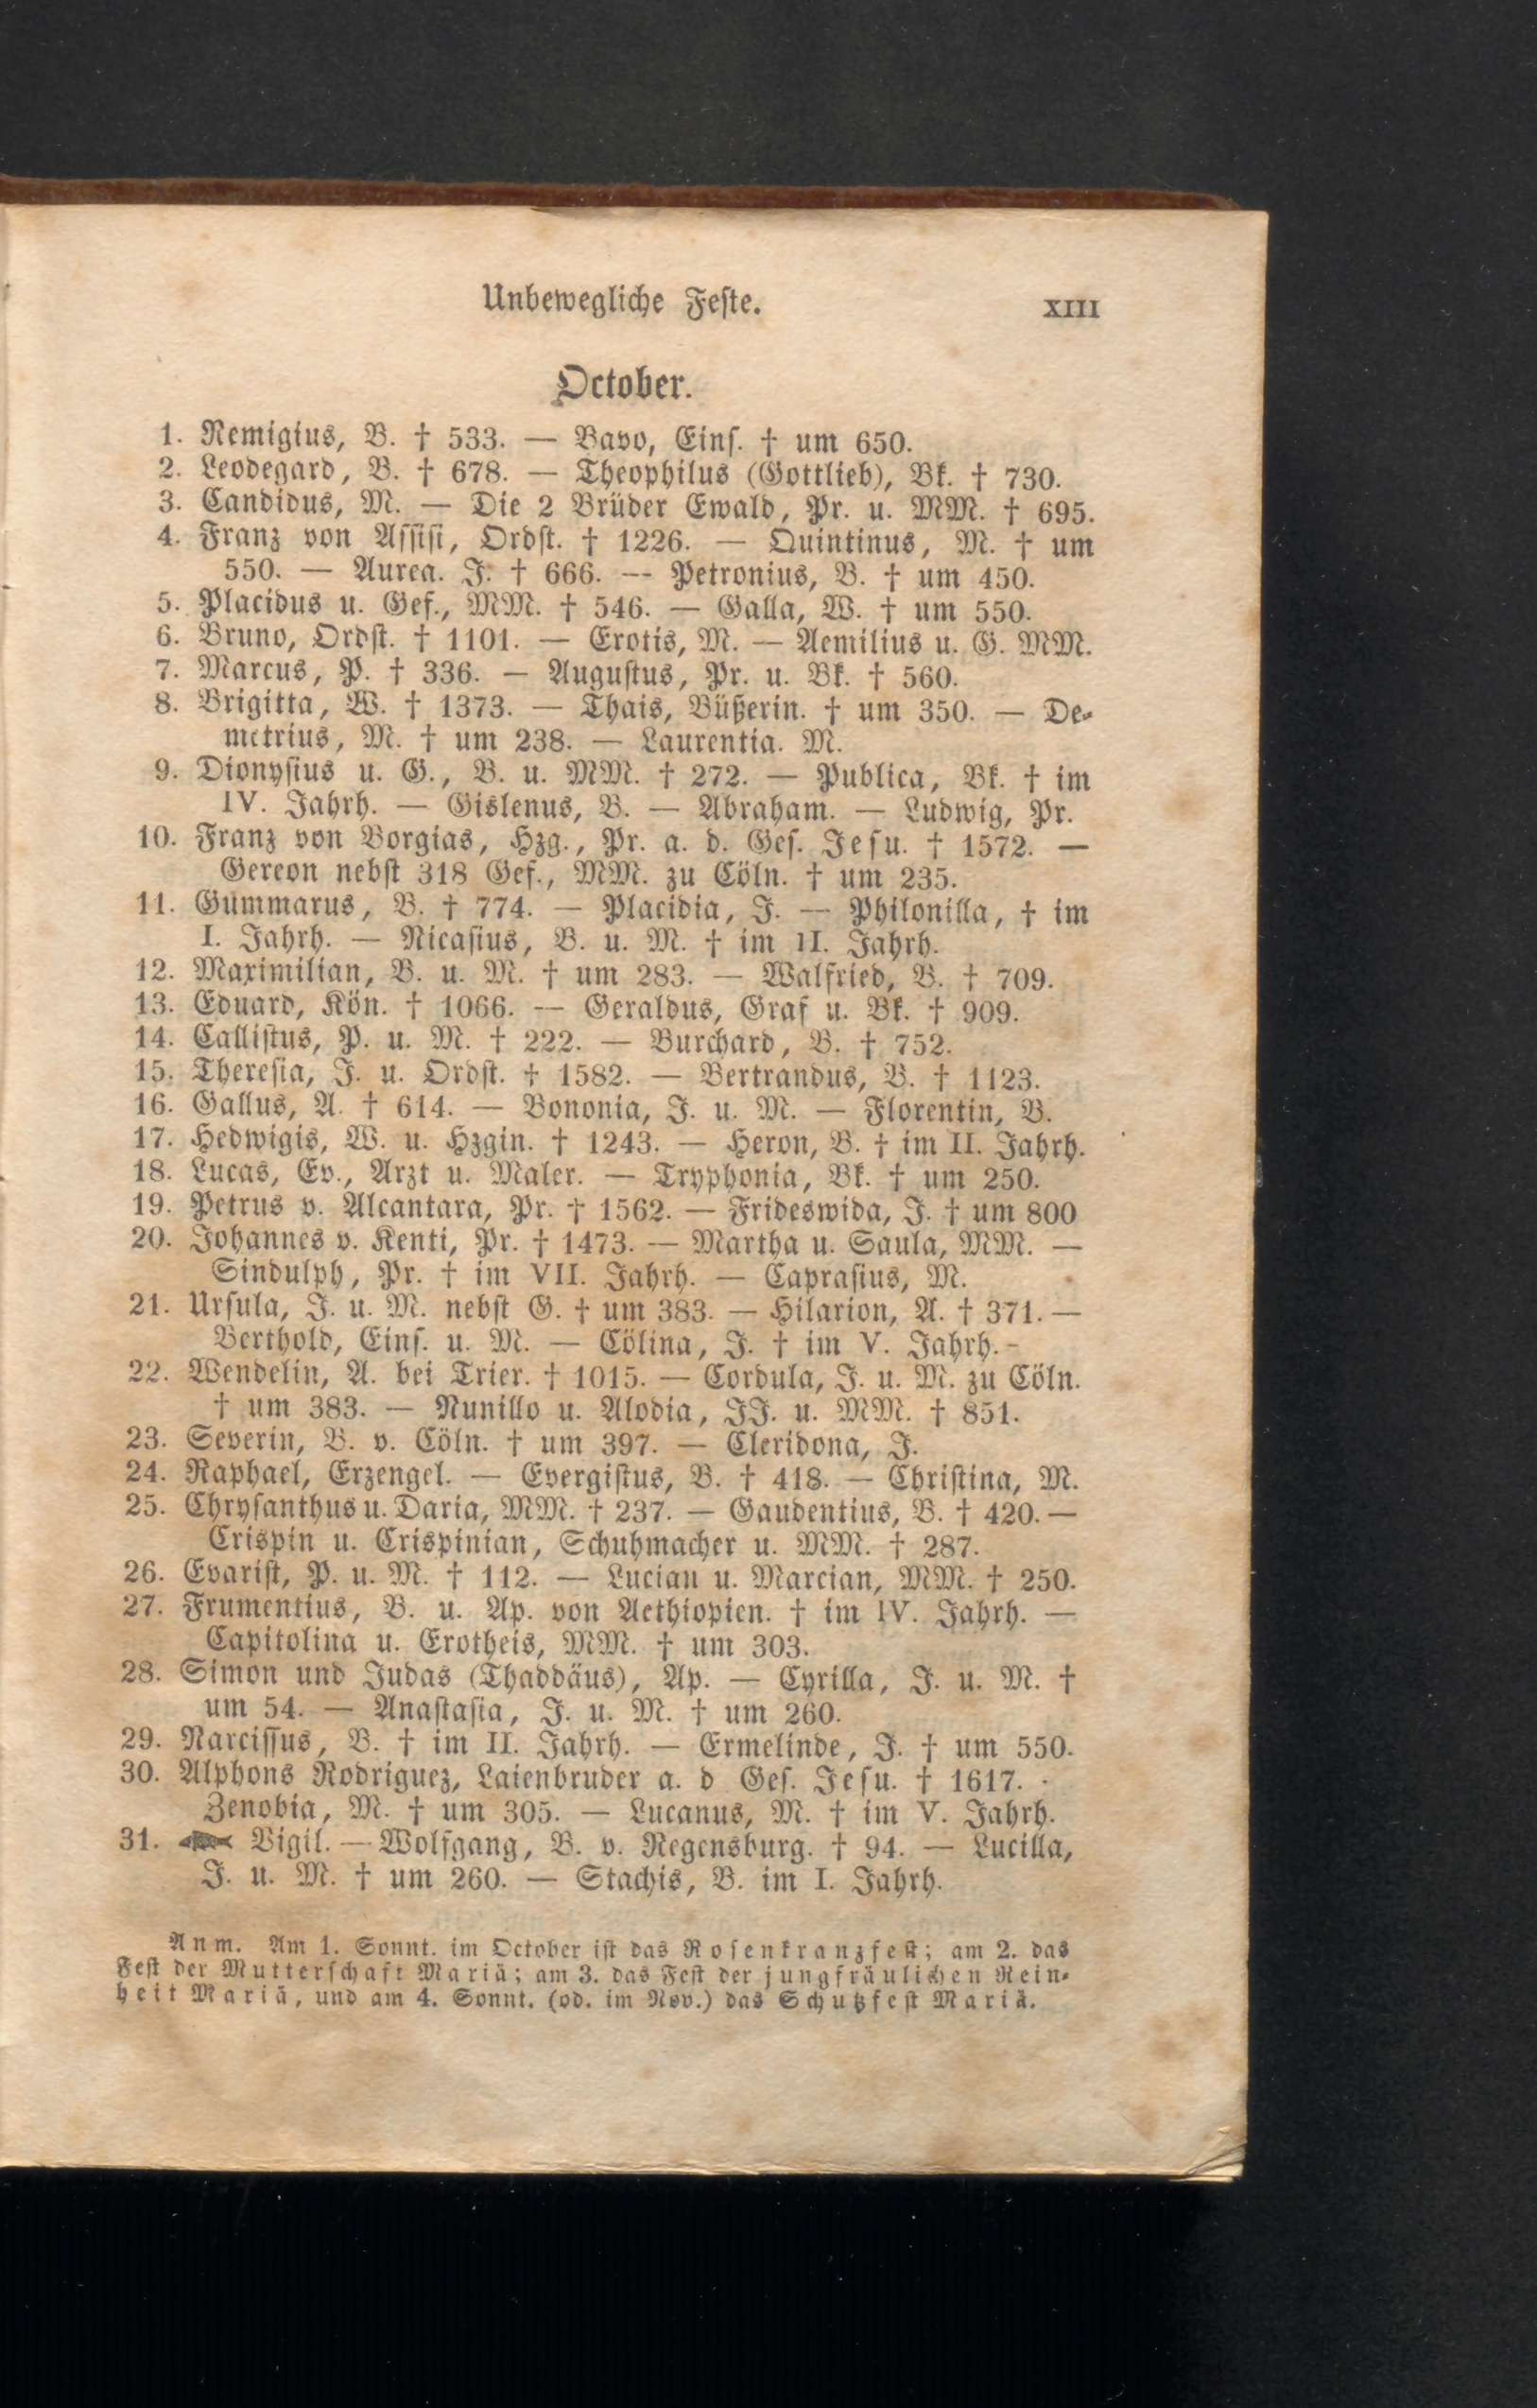 Unbewegliche Feste. XIII
October.
1. Remigius, B. † 533. — Bavo, Einſ. † um 650.
2. Leodegard, B. † 678. — Theophilus (Gottlieb), Bk. † 730.
3. Candidus, M. — Die 2 Brüder Ewald, Pr. u. MM. † 695.
4. Franz von Aſſiſi, Ordſt. † 1226. — Quintinus, M. † um
550. — Aurea. J. † 666. — Petronius, B. † um 450.
5. Placidus u. Gef., MM. † 546. — Galla, W. † um 550.
6. Bruno, Ordſt. † 1101. — Erotis, M. — Aemilius u. G. MM.
7. Marcus, P. † 336. — Auguſtus, Pr. u. Bk. † 560.
8. Brigitta, W. † 1373. — Thais, Büßerin. † um 350. — De-
metrius, M. † um 238. — Laurentia. M.
9. Dionyſius u. G., B. u. MM. † 272. — Publica, Bk. † im
IV. Jahrh. — Gislenus, B. — Abraham. — Ludwig, Pr.
10. Franz von Borgias, Hzg., Pr. a. d. Geſ. Jeſu. † 1572. —
Gereon nebſt 318 Gef., MM. zu Cöln. † um 235.
11. Gummarus, B. † 774. — Placidia, J. — Philonilla, † im
I. Jahrh. — Nicaſius, B. u. M. † im II. Jahrh.
12. Maximilian, B. u. M. † um 283. — Walfried, B. † 709.
13. Eduard, Kön. † 1066. — Geraldus, Graf u. Bk. † 909.
14. Calliſtus, P. u. M. † 222. — Burchard, B. † 752.
15. Thereſia, J. u. Ordſt. † 1582. — Bertrandus, B. † 1123.
16. Gallus, A. † 614. — Bononia, J. u. M. — Florentin, B.
17. Hedwigis, W. u. Hzgin. † 1243. — Heron, B. † im II. Jahrh.
18. Lucas, Ev., Arzt u. Maler. — Tryphonia, Bk. † um 250.
19. Petrus v. Alcantara, Pr. † 1562. — Frideswida, J. † um 800
20. Johannes v. Kenti, Pr. † 1473. — Martha u. Saula, MM. —
Sindulph, Pr. † im VII. Jahrh. — Capraſius, M.
21. Urſula, J. u. M. nebſt G. † um 383. — Hilarion, A. † 371. —
Berthold, Einſ. u. M. — Cölina, J. † im V. Jahrh. -
22. Wendelin, A. bei Trier. † 1015. — Cordula, J. u. M. zu Cöln.
† um 383. — Nunillo u. Alodia, JJ. u. MM. † 851.
23. Severin, B. v. Cöln. † um 397. — Cleridona, J.
24. Raphael, Erzengel. — Evergiſtus, B. † 418. — Chriſtina, M.
25. Chryſanthus u. Daria, MM. † 237. — Gaudentius, B. † 420. —
Crispin u. Crispinian, Schuhmacher u. MM. † 287.
26. Evariſt, P. u. M. † 112. — Lucian u. Marcian, MM. † 250.
27. Frumentius, B. u. Ap. von Aethiopien. † im IV. Jahrh. —
Capitolina u. Erotheis, MM. † um 303.
28. Simon und Judas (Thaddäus), Ap. — Cyrilla, J. u. M. †
um 54. — Anaſtaſia, J. u. M. † um 260.
29. Narciſſus, B. † im II. Jahrh. — Ermelinde, J. † um 550.
30. Alphons Rodriguez, Laienbruder a. d Geſ. Jeſu. † 1617. ·
Zenobia, M. † um 305. — Lucanus, M. † im V. Jahrh.
31. Vigil. — Wolfgang, B. v. Regensburg. † 94. — Lucilla,
J. u. M. † um 260. — Stachis, B. im I. Jahrh.
Anm. Am 1. Sonnt. im October iſt das Roſenkranzfeſt; am 2. das
Feſt der Mutterſchaft Mariä; am 3. das Feſt der jungfräulichen Rein-
heit Mariä, und am 4. Sonnt. (od. im Nov.) das Schutzfeſt Mariä.